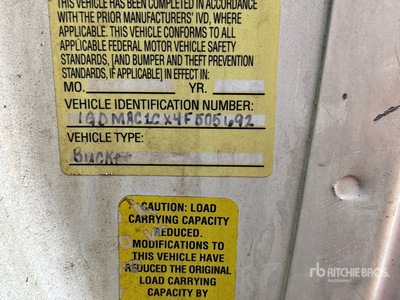 THIS VEHICLE HAS BEEN COMPLETED IN ACCORDANCE
WITH THE PRIOR MANUFACTURERS' IVD, WHERE
APPLICABLE. THIS VEHICLE CONFORMS TO ALL
APPLICABLE FEDERAL MOTOR VEHICLE SAFETY
STANDARDS, [AND BUMPER AND THEFT PREVENTION
STANDARDS, IF APPLICABLE] IN EFFECT IN:
MO. YR.
VEHICLE IDENTIFICATION NUMBER:
VEHICLE TYPE:
Bucket
CAUTION: LOAD
CARRYING CAPACITY
REDUCED.
MODIFICATIONS TO
THIS VEHICLE HAVE
REDUCED THE ORIGINAL
LOAD CARRYING
CAPACITY BY
rb RITCHIE BROS.